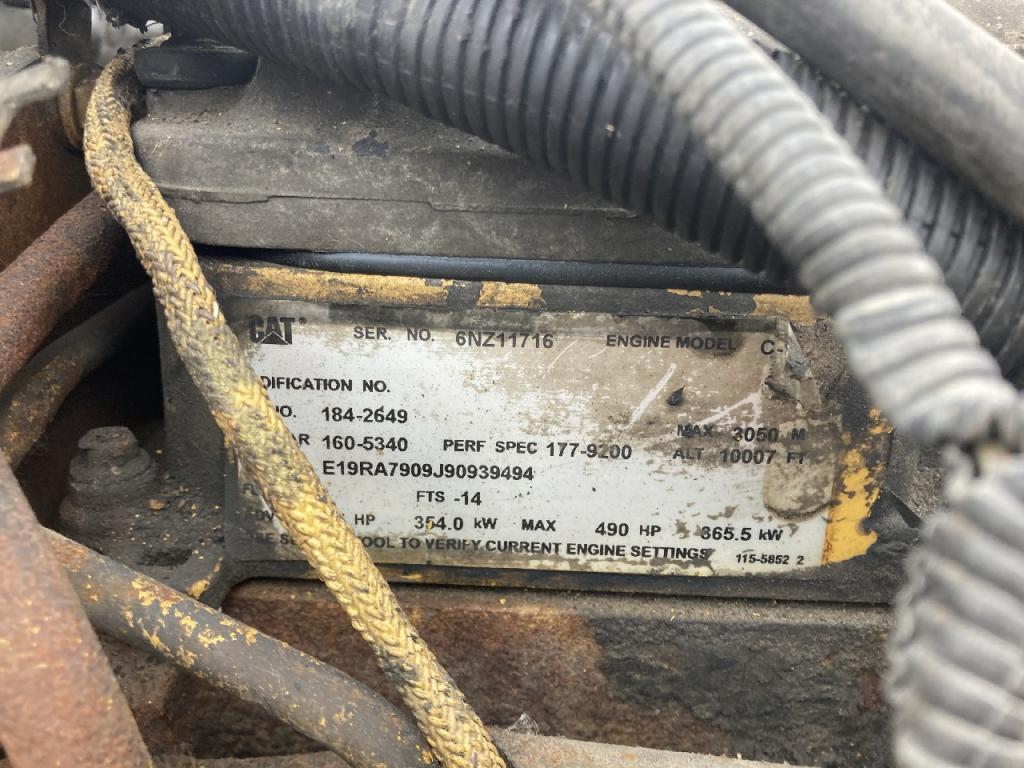 CAT® SER. NO. 6NZ11716 ENGINE MODEL C-
DIFICATION NO.
NO. 184-2649
AR 160-5340 PERF SPEC 177-9200 MAX 3050 M
ALT 10007 FT
E19RA7909J90939494
FTS -14
HP 354.0 kW MAX 490 HP 365.5 kW
TO VERIFY CURRENT ENGINE SETTINGS 115-5852 2